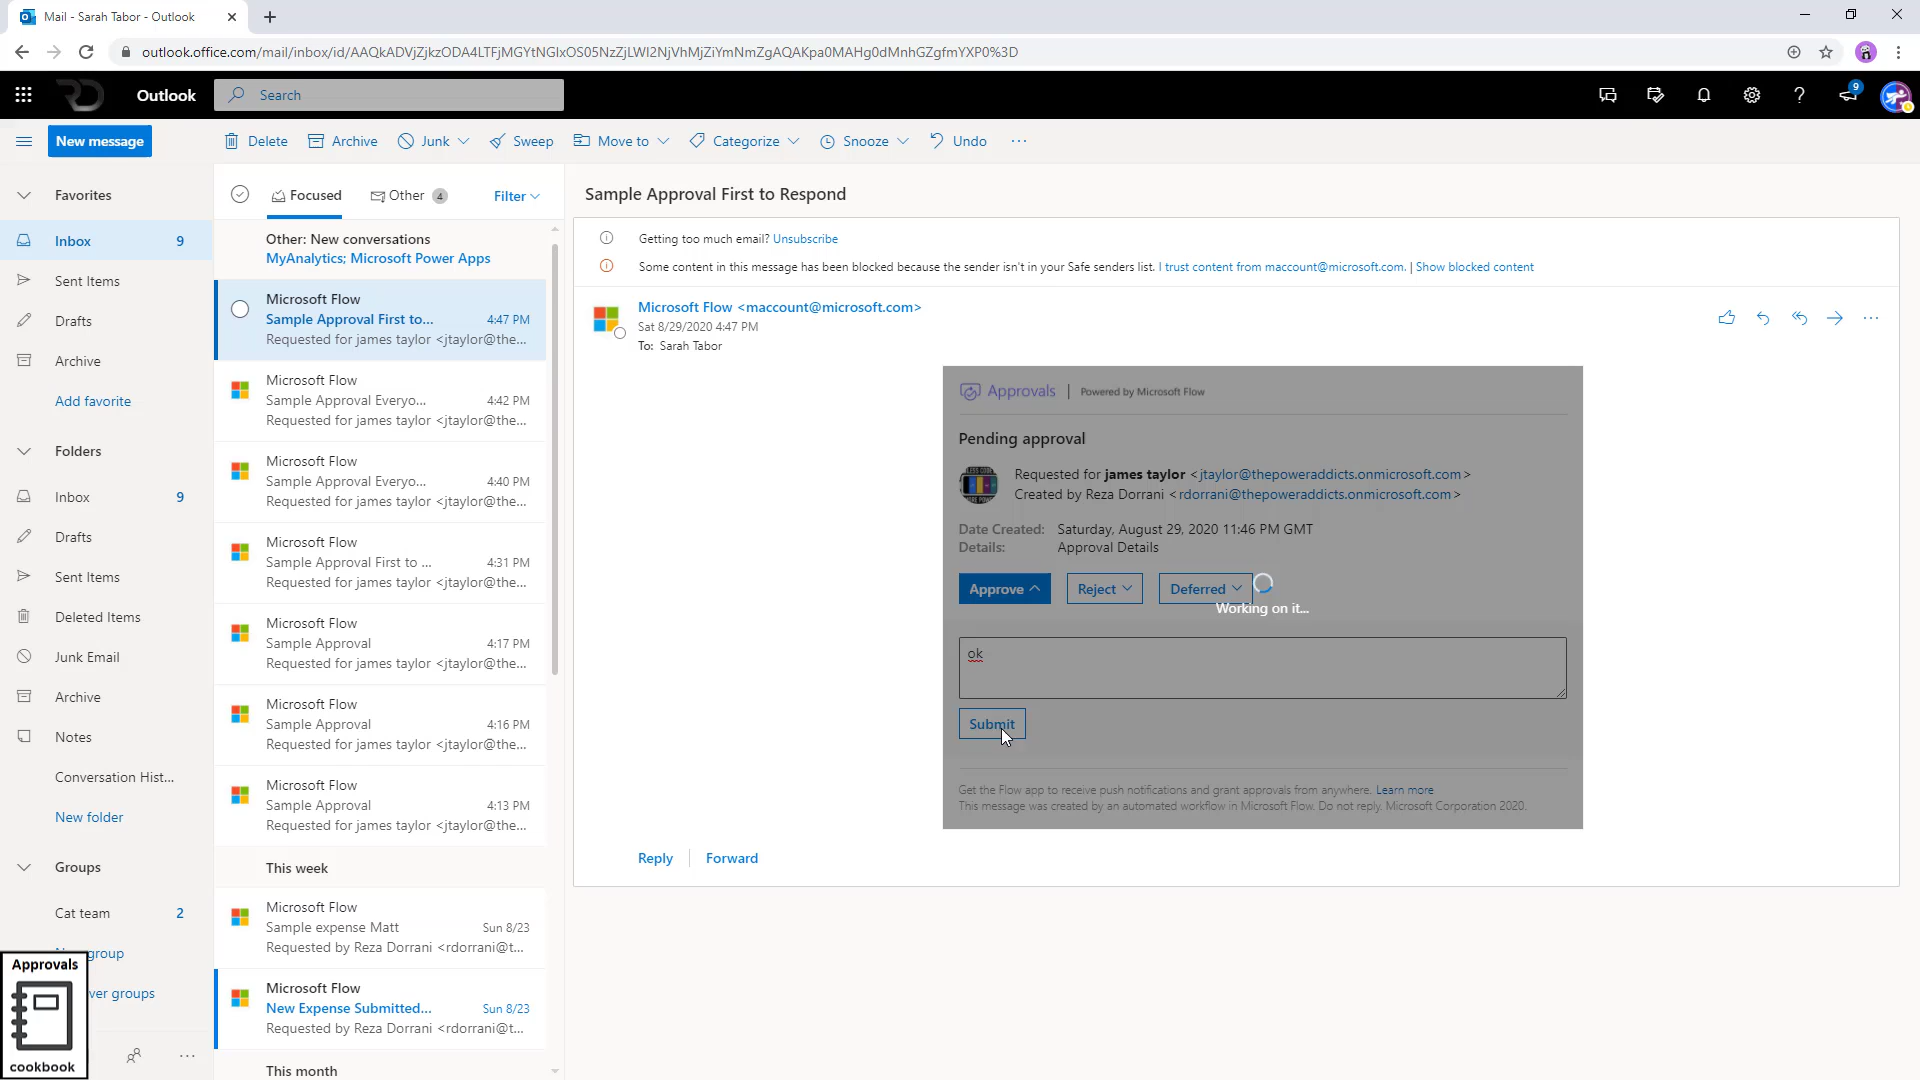 Mail - Sarah Tabor - Outlook
outlook.office.com/mail/inbox/id/AAQkADVjZjkzODA4LTFjMGYtNGIxOS05NzZjLWI2NjVhMjZiYmNmZgAQAKpa0MAHg0dMnhGZgfmYXP0%3D
Outlook
Search
9
New message
Delete
Archive
Junk
Sweep
Move to
Categorize
Snooze
Undo
Favorites
Inbox 9
Sent Items
Drafts
Archive
Add favorite
Folders
Inbox 9
Drafts
Sent Items
Deleted Items
Junk Email
Archive
Notes
Conversation Hist...
New folder
Groups
Cat team 2
group
ver groups
Approvals
cookbook
Focused
Other 4
Filter
Other: New conversations
MyAnalytics; Microsoft Power Apps
Microsoft Flow
Sample Approval First to... 4:47 PM
Requested for james taylor <jtaylor@the...
Microsoft Flow
Sample Approval Everyo... 4:42 PM
Requested for james taylor <jtaylor@the...
Microsoft Flow
Sample Approval Everyo... 4:40 PM
Requested for james taylor <jtaylor@the...
Microsoft Flow
Sample Approval First to ... 4:31 PM
Requested for james taylor <jtaylor@the...
Microsoft Flow
Sample Approval 4:17 PM
Requested for james taylor <jtaylor@the...
Microsoft Flow
Sample Approval 4:16 PM
Requested for james taylor <jtaylor@the...
Microsoft Flow
Sample Approval 4:13 PM
Requested for james taylor <jtaylor@the...
This week
Microsoft Flow
Sample expense Matt Sun 8/23
Requested by Reza Dorrani <rdorrani@t...
Microsoft Flow
New Expense Submitted... Sun 8/23
Requested by Reza Dorrani <rdorrani@t...
This month
Sample Approval First to Respond
Getting too much email? Unsubscribe
Some content in this message has been blocked because the sender isn't in your Safe senders list. I trust content from maccount@microsoft.com. | Show blocked content
Microsoft Flow <maccount@microsoft.com>
Sat 8/29/2020 4:47 PM
To: Sarah Tabor
Approvals | Powered by Microsoft Flow
Pending approval
Requested for james taylor <jtaylor@thepoweraddicts.onmicrosoft.com>
Created by Reza Dorrani <rdorrani@thepoweraddicts.onmicrosoft.com>
Date Created: Saturday, August 29, 2020 11:46 PM GMT
Details: Approval Details
Approve
Reject
Deferred
Working on it...
ok
Submit
Get the Flow app to receive push notifications and grant approvals from anywhere. Learn more
This message was created by an automated workflow in Microsoft Flow. Do not reply. Microsoft Corporation 2020.
Reply
Forward